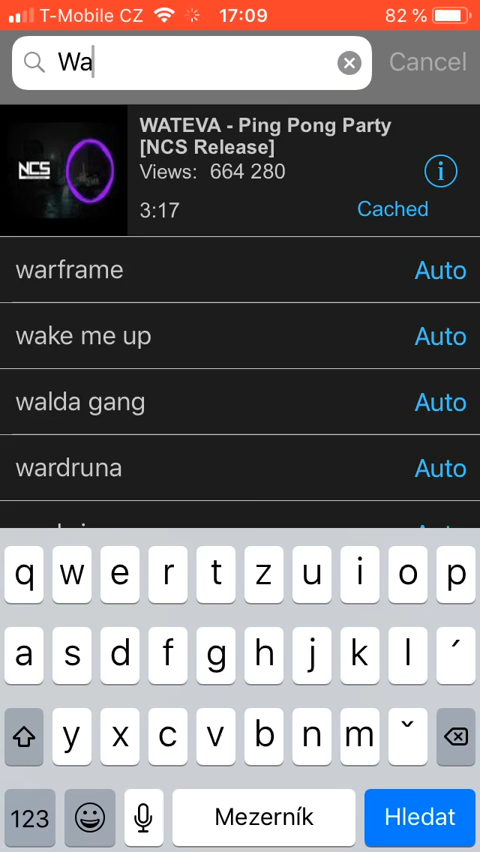 T-Mobile CZ 17:09 82 %
Wa Cancel
NCS
WATEVA - Ping Pong Party
[NCS Release]
Views: 664 280
3:17 Cached
warframe Auto
wake me up Auto
walda gang Auto
wardruna Auto
q w e r t z u i o p
a s d f g h j k l ´
y x c v b n m ˇ
123 Mezerník Hledat